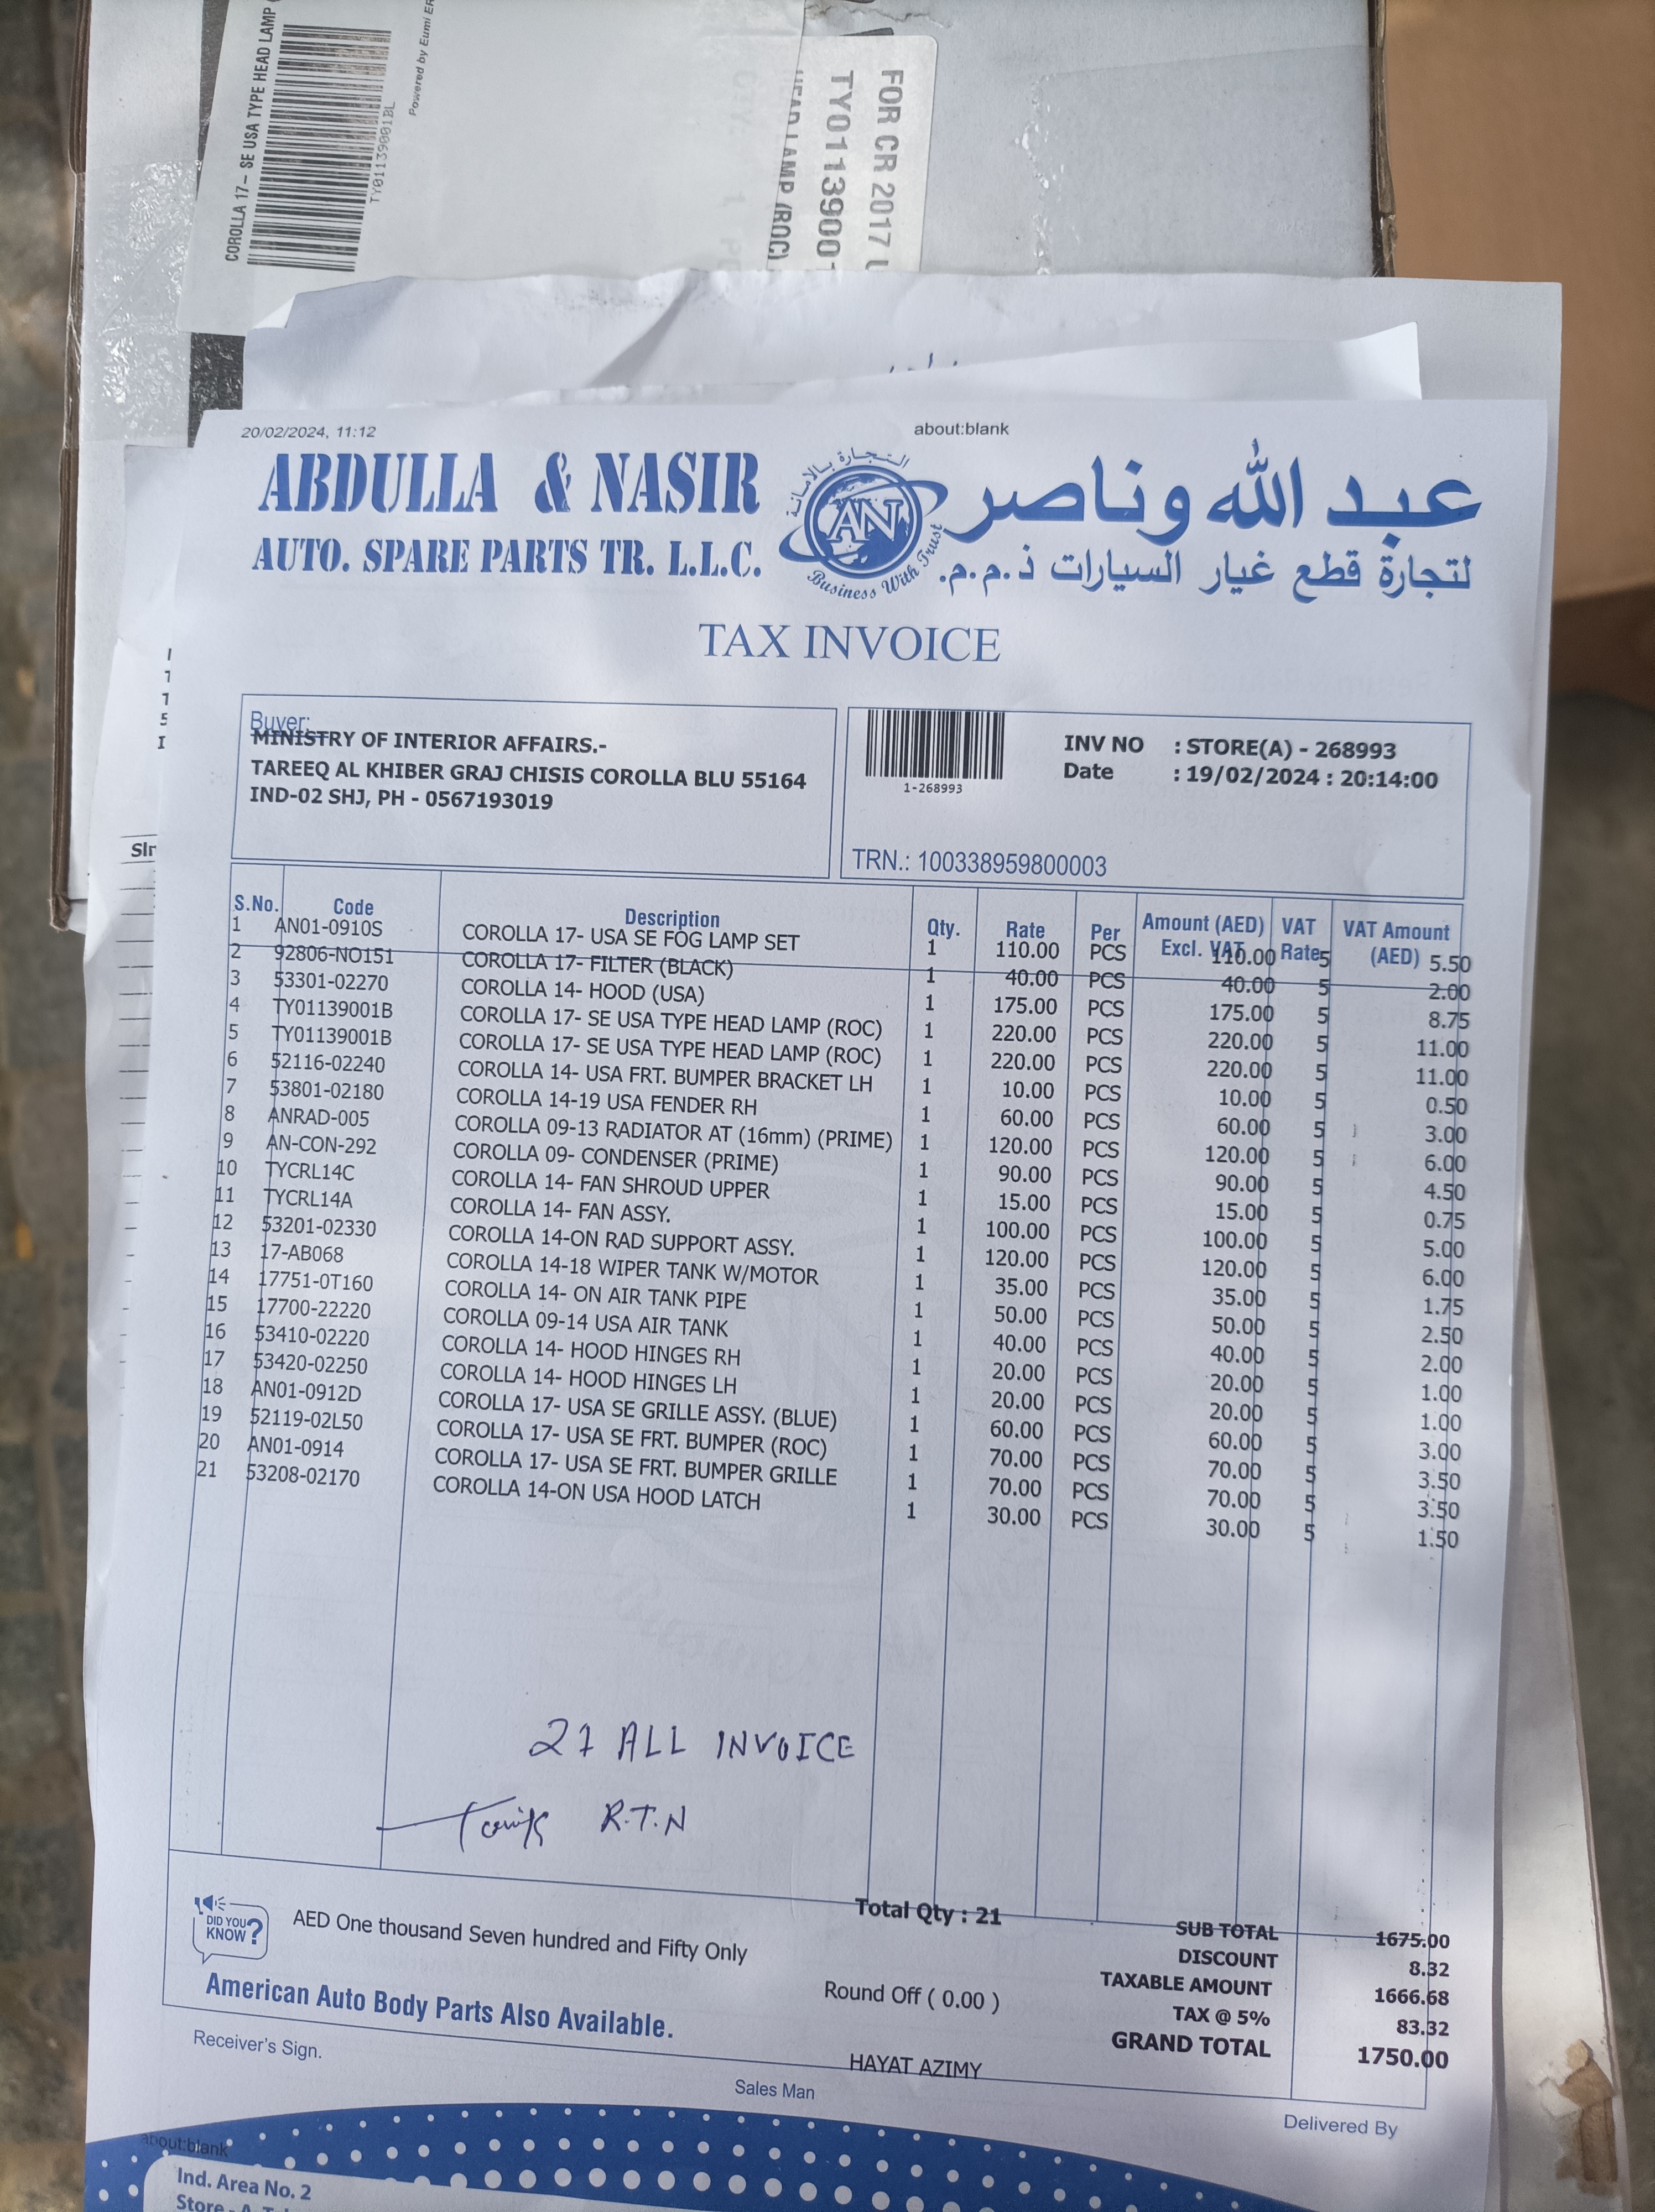 COROLLA 17 - SE USA TYPE HEAD LAMP
TY01139001BL
Powered by Eumi
FOR CR 2017
TY0113900
HEAD LAMP (ROC)
20/02/2024, 11:12
about:blank
ABDULLA & NASIR
AUTO. SPARE PARTS TR. L.L.C.
التجارة بالامانة
AN
Business With Trust
عبد الله وناصر
لتجارة قطع غيار السيارات ذ.م.م.
TAX INVOICE
Buyer:
MINISTRY OF INTERIOR AFFAIRS.-
TAREEQ AL KHIBER GRAJ CHISIS COROLLA BLU 55164
IND-02 SHJ, PH - 0567193019
1-268993
INV NO : STORE(A) - 268993
Date : 19/02/2024 : 20:14:00
TRN.: 100338959800003
S.No. Code Description Qty. Rate Per Amount (AED) Excl. VAT VAT Rate VAT Amount (AED)
1 AN01-0910S COROLLA 17- USA SE FOG LAMP SET 1 110.00 PCS 110.00 5 5.50
2 92806-NO151 COROLLA 17- FILTER (BLACK) 1 40.00 PCS 40.00 5 2.00
3 53301-02270 COROLLA 14- HOOD (USA) 1 175.00 PCS 175.00 5 8.75
4 TY01139001B COROLLA 17- SE USA TYPE HEAD LAMP (ROC) 1 220.00 PCS 220.00 5 11.00
5 TY01139001B COROLLA 17- SE USA TYPE HEAD LAMP (ROC) 1 220.00 PCS 220.00 5 11.00
6 52116-02240 COROLLA 14- USA FRT. BUMPER BRACKET LH 1 10.00 PCS 10.00 5 0.50
7 53801-02180 COROLLA 14-19 USA FENDER RH 1 60.00 PCS 60.00 5 3.00
8 ANRAD-005 COROLLA 09-13 RADIATOR AT (16mm) (PRIME) 1 120.00 PCS 120.00 5 6.00
9 AN-CON-292 COROLLA 09- CONDENSER (PRIME) 1 90.00 PCS 90.00 5 4.50
10 TYCRL14C COROLLA 14- FAN SHROUD UPPER 1 15.00 PCS 15.00 5 0.75
11 TYCRL14A COROLLA 14- FAN ASSY. 1 100.00 PCS 100.00 5 5.00
12 53201-02330 COROLLA 14-ON RAD SUPPORT ASSY. 1 120.00 PCS 120.00 5 6.00
13 17-AB068 COROLLA 14-18 WIPER TANK W/MOTOR 1 35.00 PCS 35.00 5 1.75
14 17751-0T160 COROLLA 14- ON AIR TANK PIPE 1 50.00 PCS 50.00 5 2.50
15 17700-22220 COROLLA 09-14 USA AIR TANK 1 40.00 PCS 40.00 5 2.00
16 53410-02220 COROLLA 14- HOOD HINGES RH 1 20.00 PCS 20.00 5 1.00
17 53420-02250 COROLLA 14- HOOD HINGES LH 1 20.00 PCS 20.00 5 1.00
18 AN01-0912D COROLLA 17- USA SE GRILLE ASSY. (BLUE) 1 60.00 PCS 60.00 5 3.00
19 52119-02L50 COROLLA 17- USA SE FRT. BUMPER (ROC) 1 70.00 PCS 70.00 5 3.50
20 AN01-0914 COROLLA 17- USA SE FRT. BUMPER GRILLE 1 70.00 PCS 70.00 5 3.50
21 53208-02170 COROLLA 14-ON USA HOOD LATCH 1 30.00 PCS 30.00 5 1.50
21 ALL INVOICE
R.T.N
Total Qty : 21
SUB TOTAL 1675.00
DISCOUNT 8.32
TAXABLE AMOUNT 1666.68
TAX @ 5% 83.32
GRAND TOTAL 1750.00
DID YOU KNOW?
AED One thousand Seven hundred and Fifty Only
Round Off ( 0.00 )
American Auto Body Parts Also Available.
Receiver's Sign.
HAYAT AZIMY
Sales Man
Delivered By
about:blank
Ind. Area No. 2
Store - A